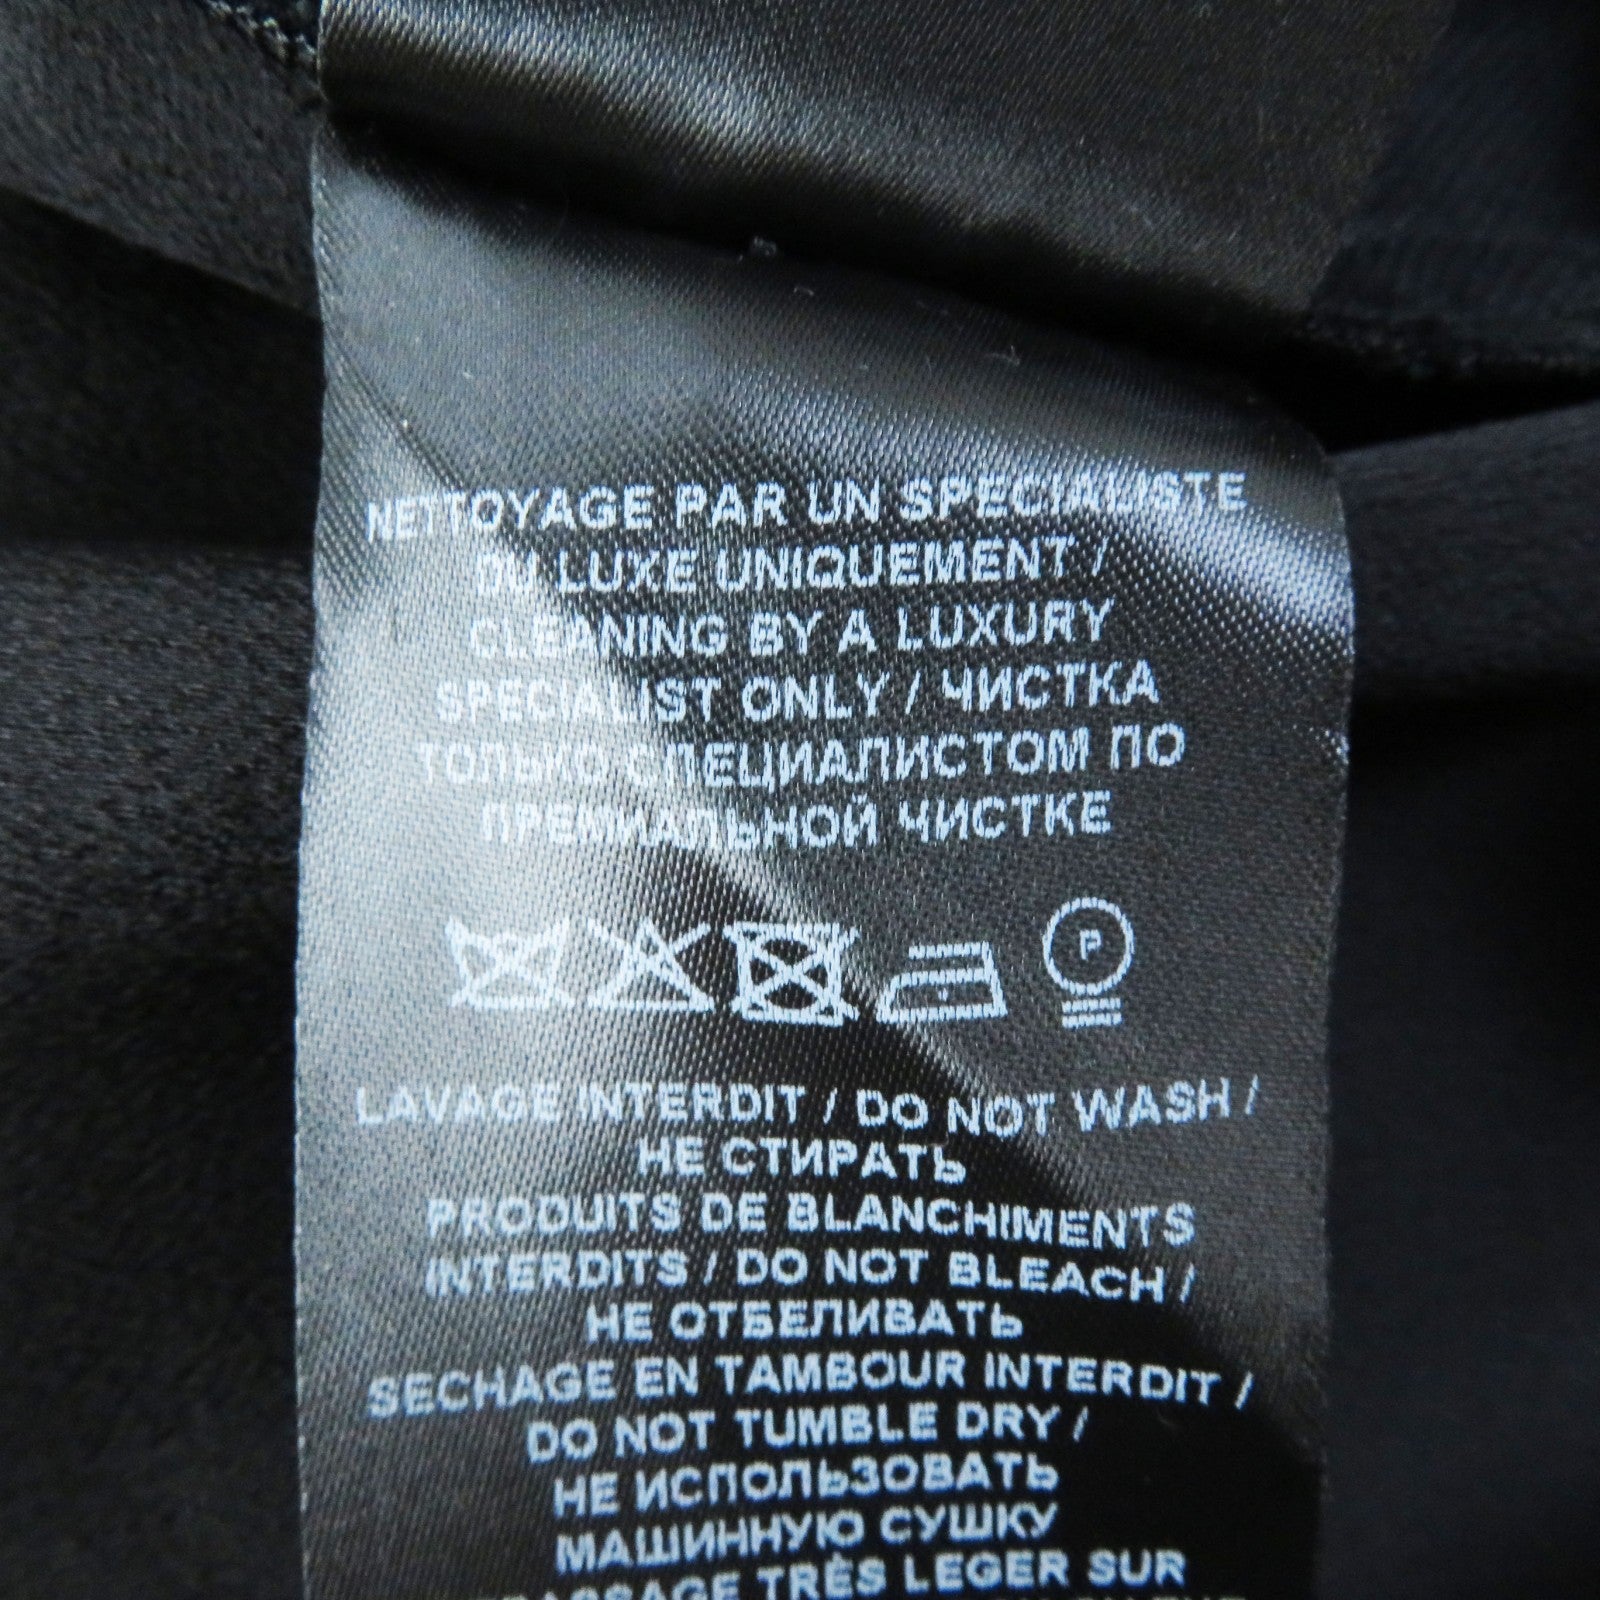 NETTOYAGE PAR UN SPECIALISTE
DU LUXE UNIQUEMENT /
CLEANING BY A LUXURY
SPECIALIST ONLY / ЧИСТКА
ТОЛЬКО СПЕЦИАЛИСТОМ ПО
ПРЕМИАЛЬНОЙ ЧИСТКЕ
P
LAVAGE INTERDIT / DO NOT WASH /
НЕ СТИРАТЬ
PRODUITS DE BLANCHIMENTS
INTERDITS / DO NOT BLEACH /
НЕ ОТБЕЛИВАТЬ
SECHAGE EN TAMBOUR INTERDIT /
DO NOT TUMBLE DRY /
НЕ ИСПОЛЬЗОВАТЬ
МАШИННУЮ СУШКУ
TRÈS LEGER SUR